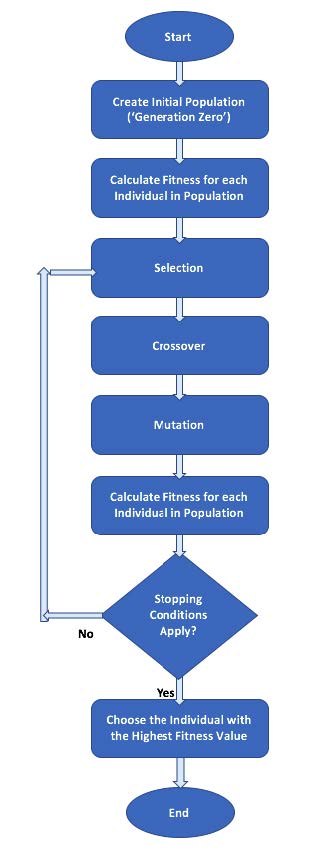 Start
Create Initial Population
(‘Generation Zero’)
Calculate Fitness for each
Individual in Population
Selection
Crossover
Mutation
Calculate Fitness for each
Individual in Population
Stopping
Conditions
Apply?
No
Yes
Choose the Individual with
the Highest Fitness Value
End